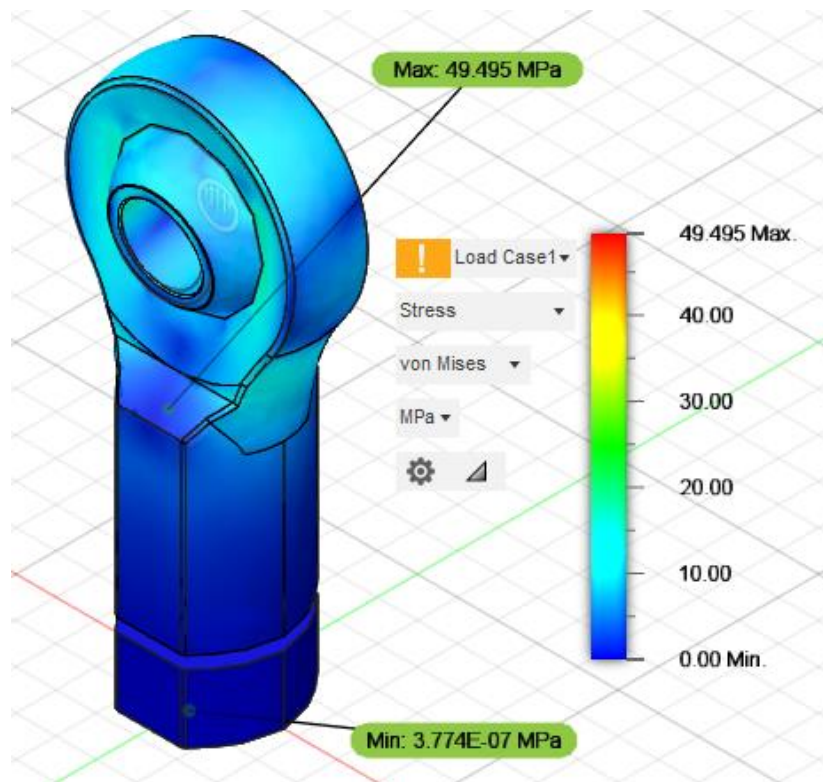 Max: 49.495 MPa
! Load Case1
Stress
von Mises
MPa
49.495 Max.
40.00
30.00
20.00
10.00
0.00 Min.
Min: 3.774E-07 MPa